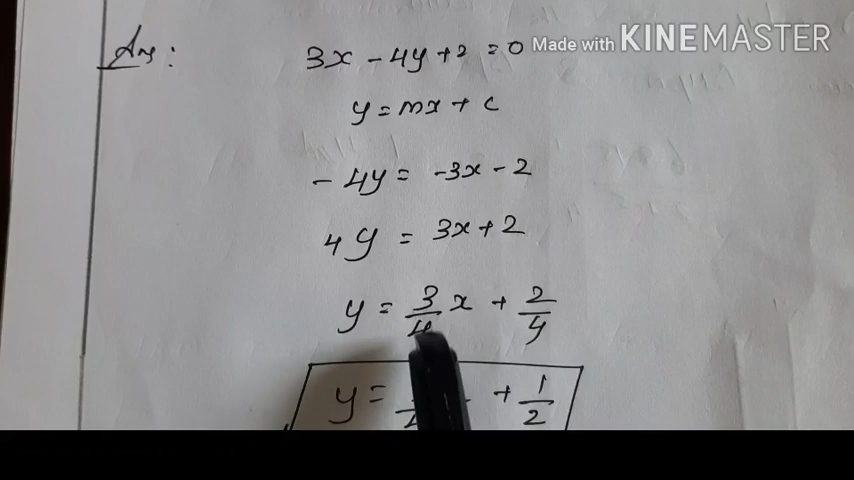 Ans: 3x - 4y + 2 = 0 Made with KINEMASTER
y = mx + c
- 4y = -3x - 2
4y = 3x + 2
y = 3/4 x + 2/4
y = + 1/2